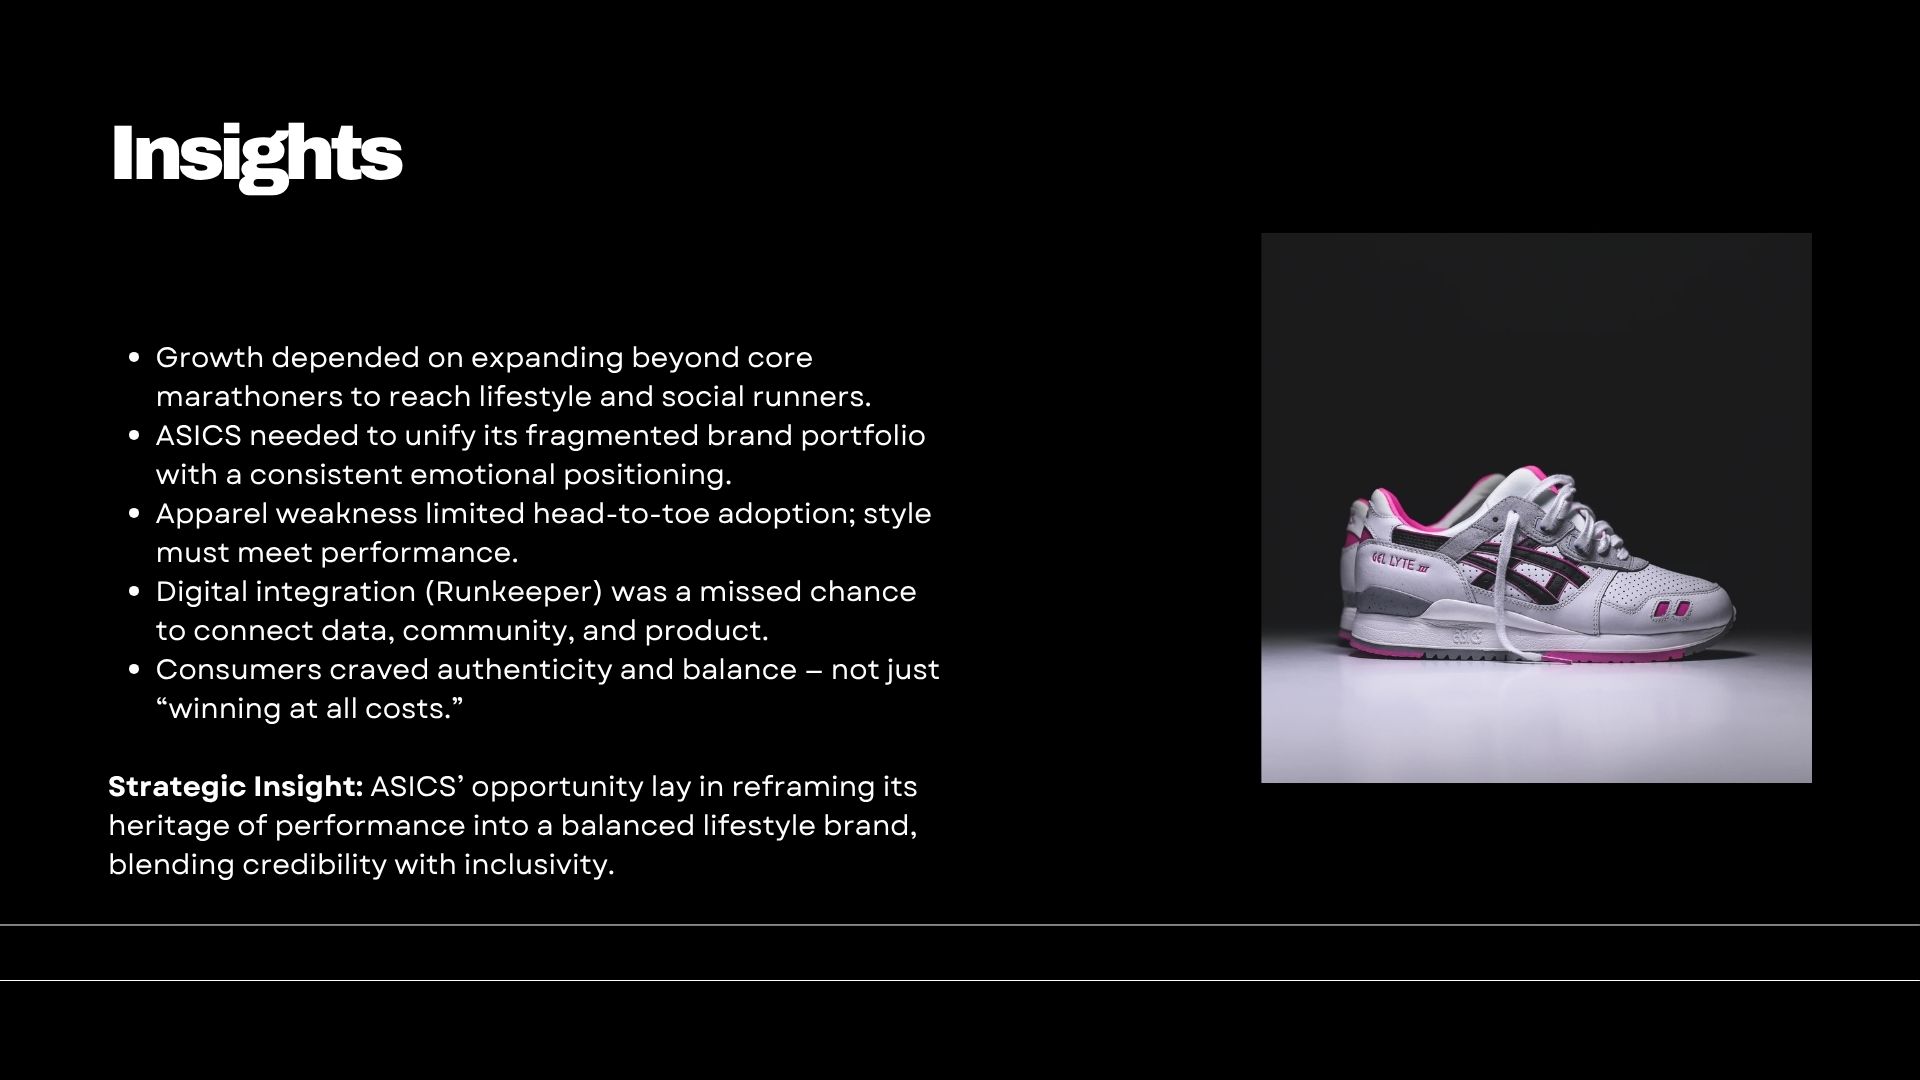 Insights
• Growth depended on expanding beyond core
marathoners to reach lifestyle and social runners.
• ASICS needed to unify its fragmented brand portfolio
with a consistent emotional positioning.
• Apparel weakness limited head-to-toe adoption; style
must meet performance.
• Digital integration (Runkeeper) was a missed chance
to connect data, community, and product.
• Consumers craved authenticity and balance – not just
“winning at all costs.”
Strategic Insight: ASICS’ opportunity lay in reframing its
heritage of performance into a balanced lifestyle brand,
blending credibility with inclusivity.
GEL LYTE III
asics